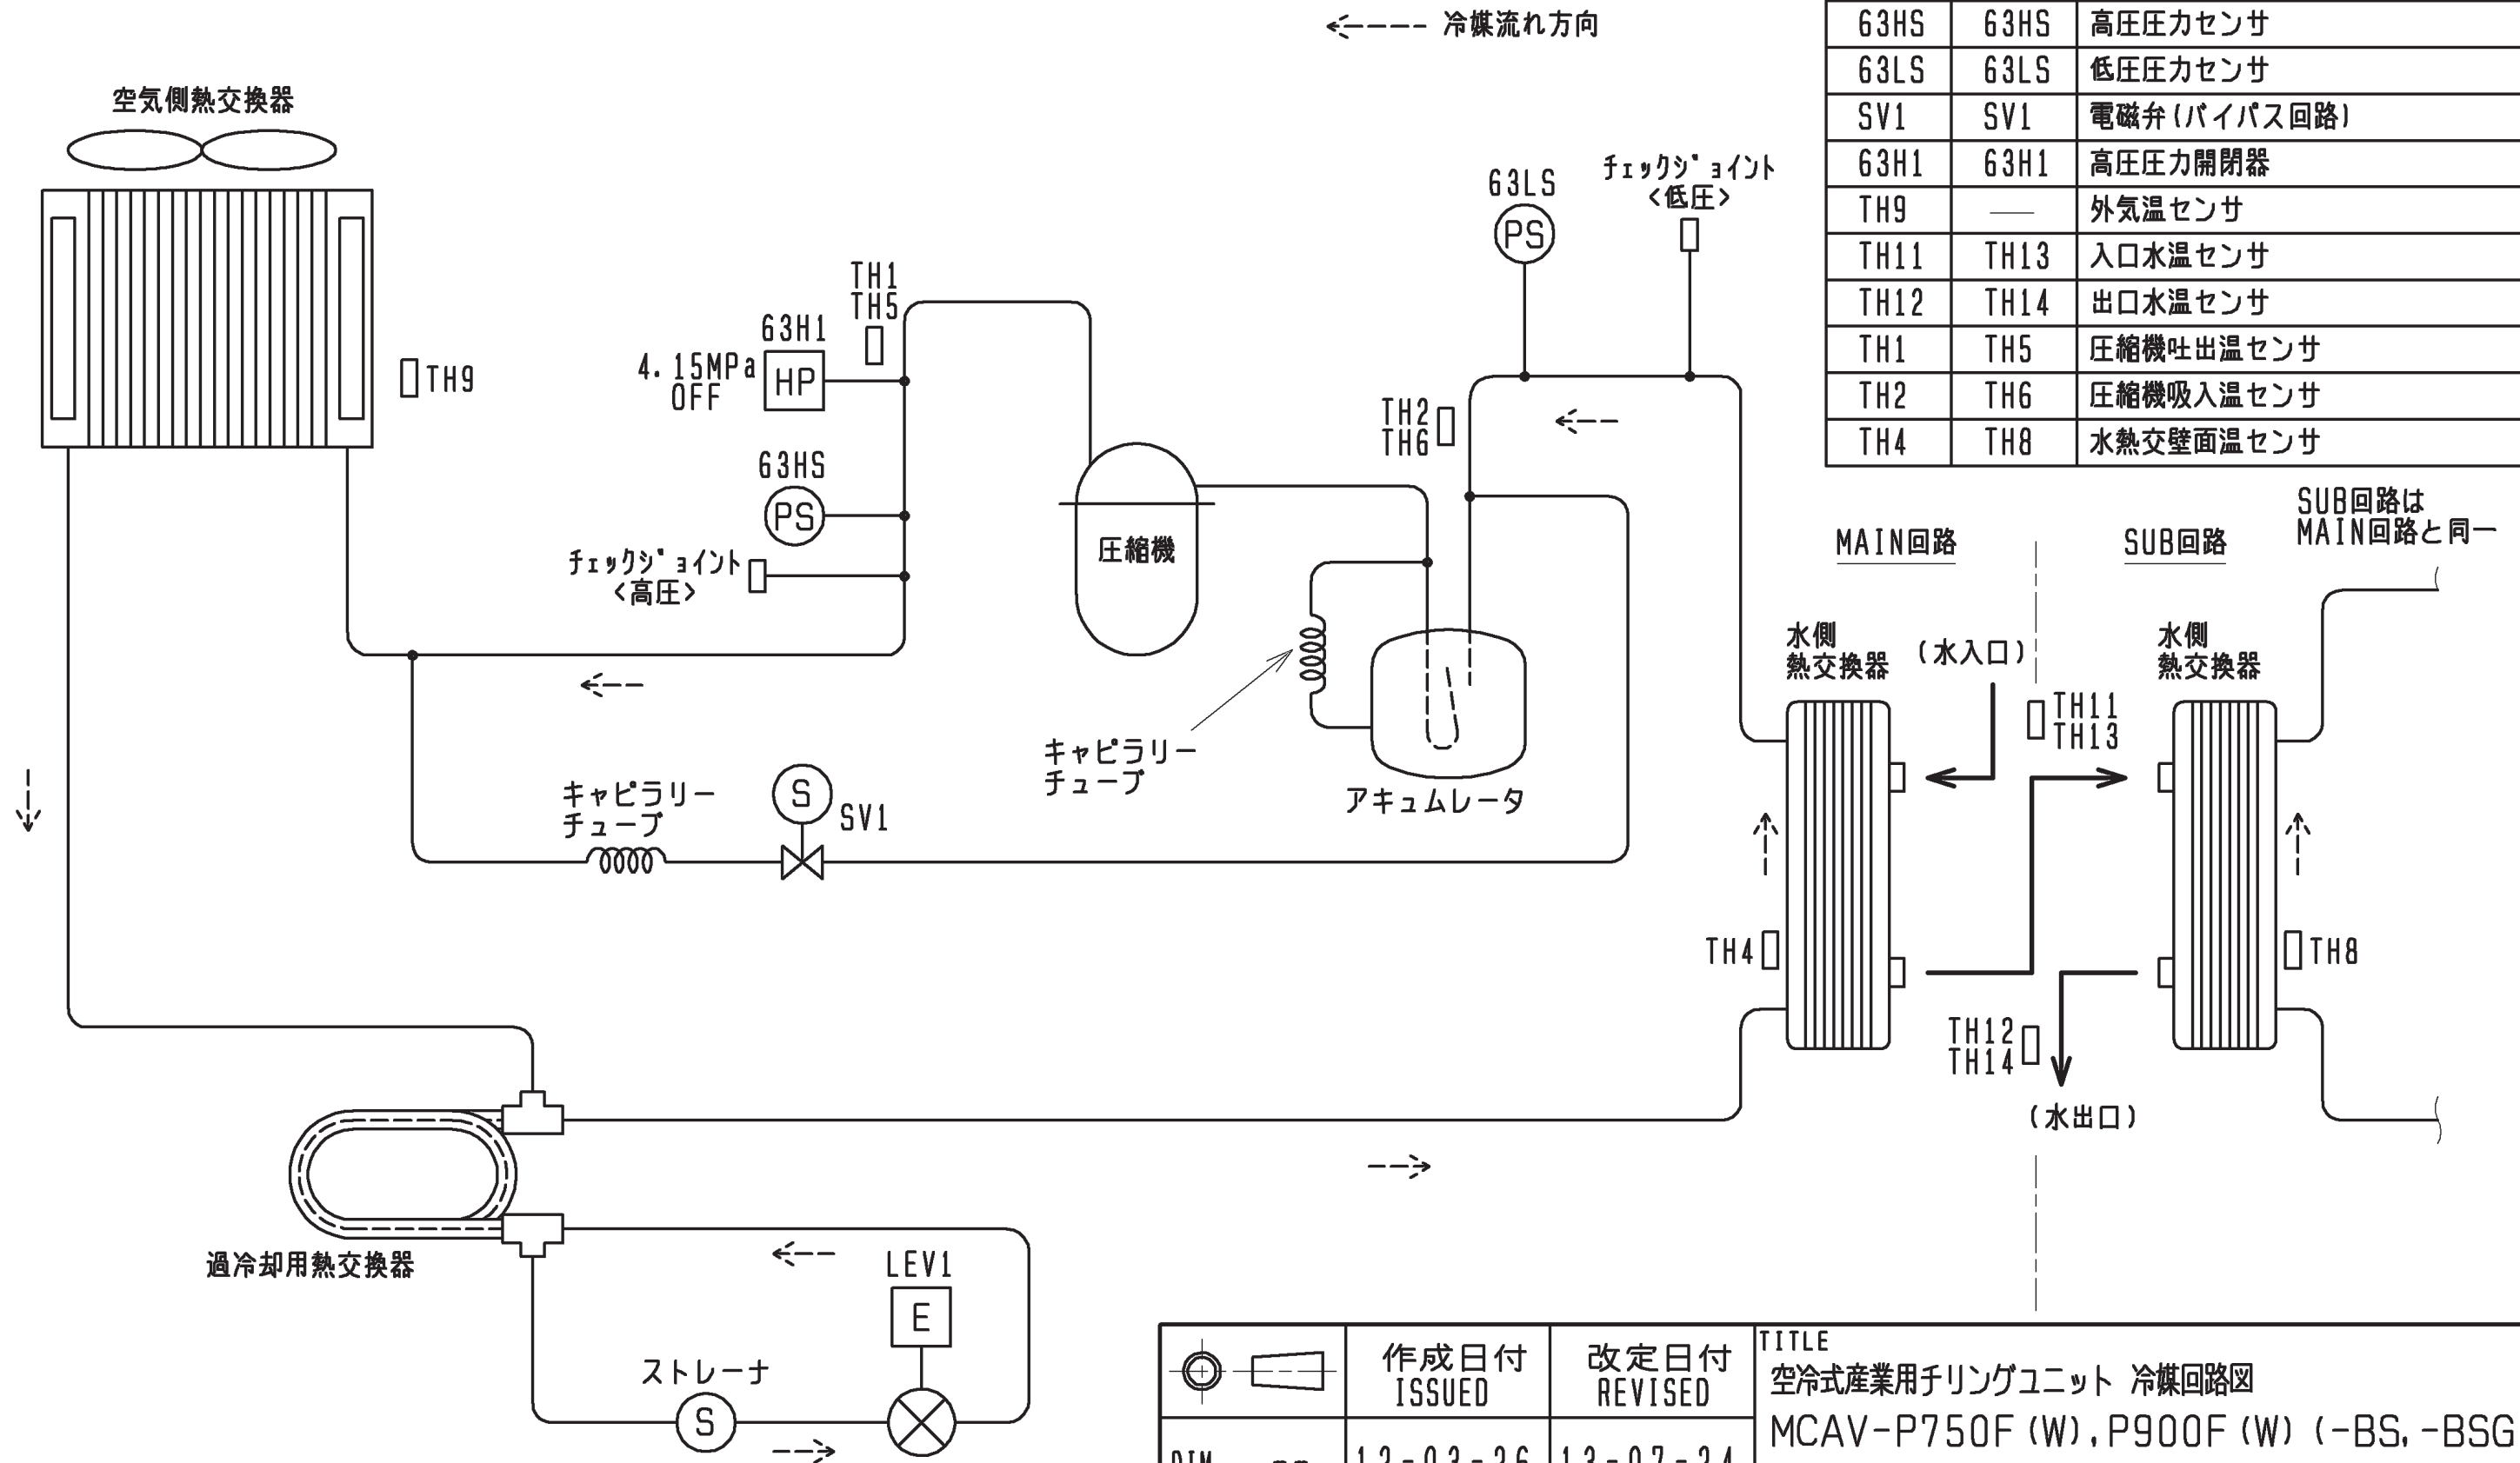 冷媒流れ方向
63HS 63HS 高圧圧力センサ
63LS 63LS 低圧圧力センサ
SV1 SV1 電磁弁(バイパス回路)
63H1 63H1 高圧圧力開閉器
TH9 —— 外気温センサ
TH11 TH13 入口水温センサ
TH12 TH14 出口水温センサ
TH1 TH5 圧縮機吐出温センサ
TH2 TH6 圧縮機吸入温センサ
TH4 TH8 水熱交壁面温センサ
空気側熱交換器
TH9
TH1
TH5
63H1
4.15MPa
OFF
HP
63HS
PS
チェックジョイント
<高圧>
63LS
PS
チェックジョイント
<低圧>
TH2
TH6
圧縮機
キャピラリー
チューブ
アキュムレータ
キャピラリー
チューブ
S
SV1
MAIN回路
SUB回路
SUB回路は
MAIN回路と同一
水側
熱交換器
(水入口)
水側
熱交換器
TH11
TH13
TH4
TH8
TH12
TH14
(水出口)
過冷却用熱交換器
LEV1
E
ストレーナ
S
作成日付
ISSUED
改定日付
REVISED
TITLE
空冷式産業用チリングユニット 冷媒回路図
MCAV-P750F(W),P900F(W)(-BS,-BSG
DIM
12-03-26
13-07-24